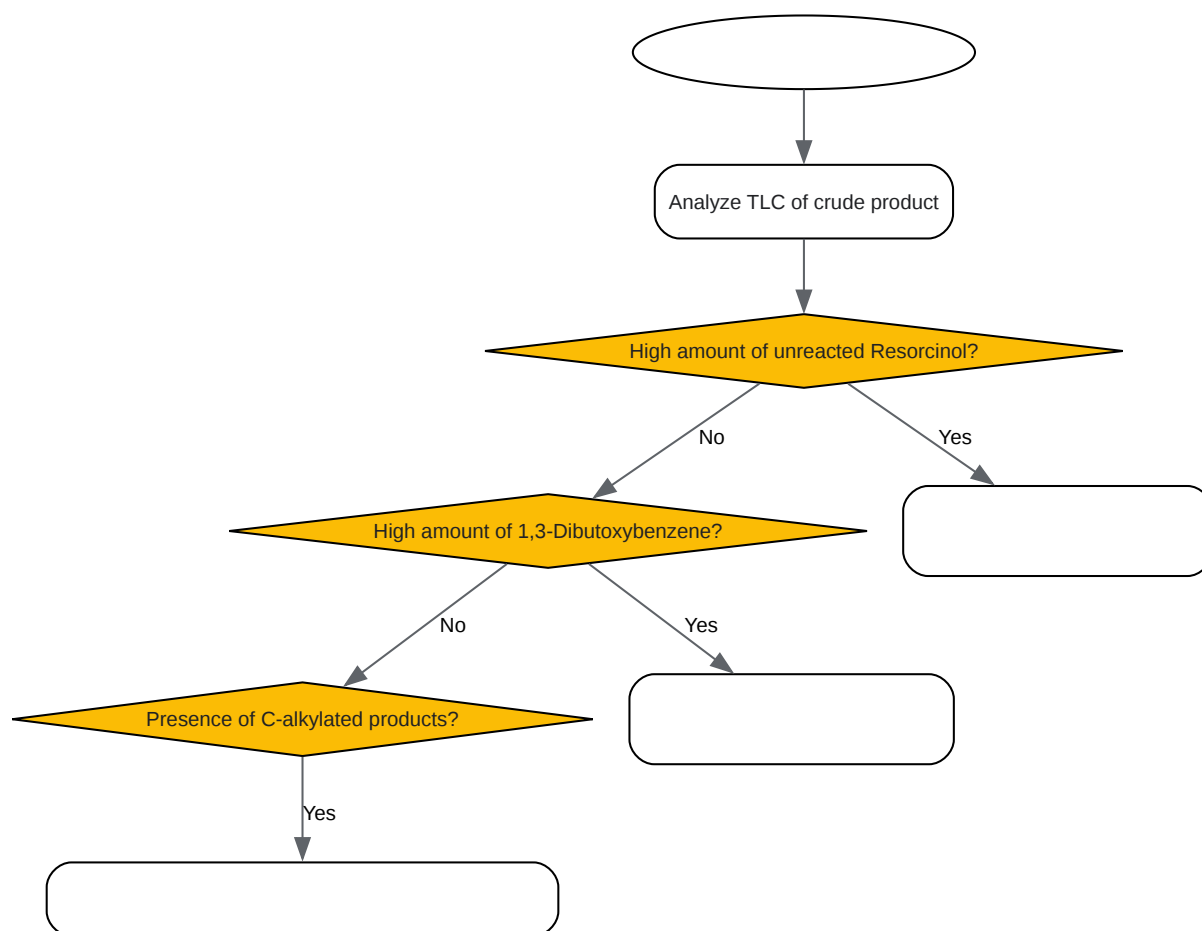 Analyze TLC of crude product
High amount of unreacted Resorcinol?
No
Yes
High amount of 1,3-Dibutoxybenzene?
No
Yes
Presence of C-alkylated products?
Yes